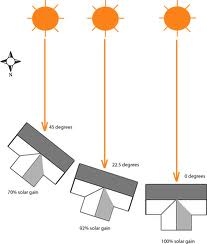 N
45 degrees
22.5 degrees
0 degrees
70% solar gain
92% solar gain
100% solar gain